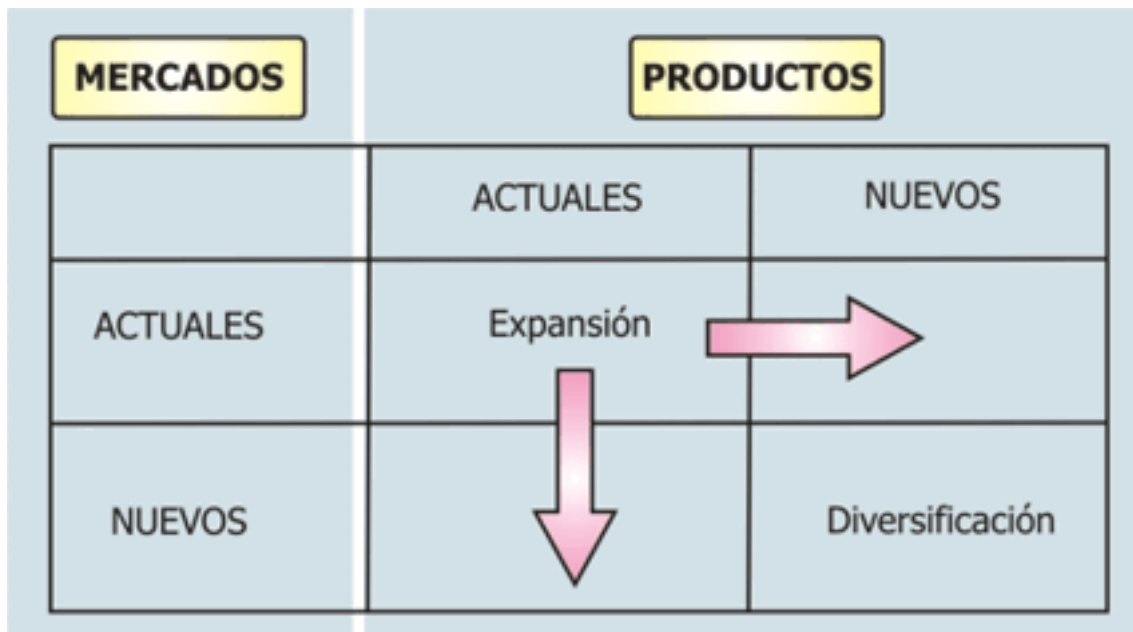 MERCADOS PRODUCTOS
ACTUALES NUEVOS
ACTUALES Expansión
NUEVOS Diversificación